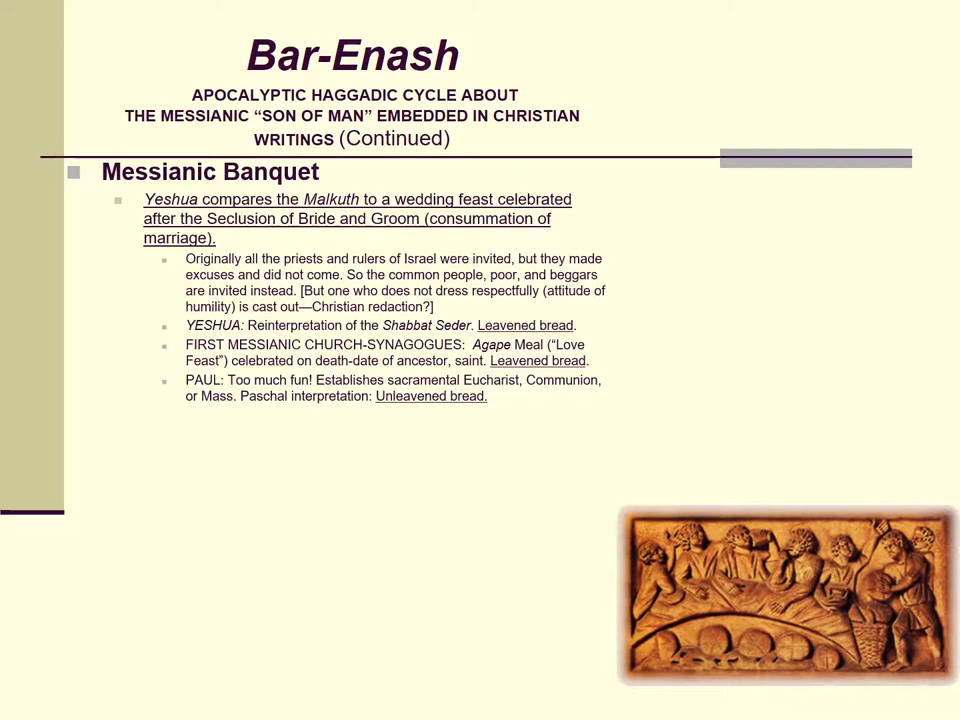 Bar-Enash
APOCALYPTIC HAGGADIC CYCLE ABOUT
THE MESSIANIC “SON OF MAN” EMBEDDED IN CHRISTIAN
WRITINGS (Continued)
Messianic Banquet
Yeshua compares the Malkuth to a wedding feast celebrated
after the Seclusion of Bride and Groom (consummation of
marriage).
Originally all the priests and rulers of Israel were invited, but they made
excuses and did not come. So the common people, poor, and beggars
are invited instead. [But one who does not dress respectfully (attitude of
humility) is cast out—Christian redaction?]
YESHUA: Reinterpretation of the Shabbat Seder. Leavened bread.
FIRST MESSIANIC CHURCH-SYNAGOGUES: Agape Meal (“Love
Feast”) celebrated on death-date of ancestor, saint. Leavened bread.
PAUL: Too much fun! Establishes sacramental Eucharist, Communion,
or Mass. Paschal interpretation: Unleavened bread.